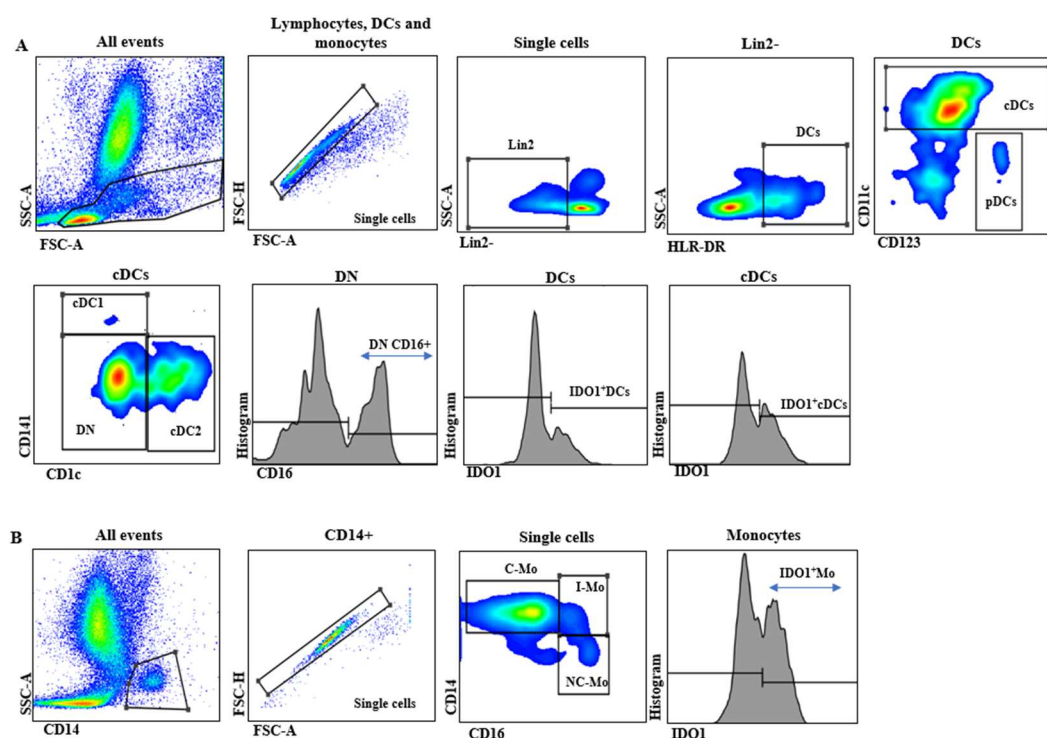 A
All events
SSC-A
FSC-A
Lymphocytes, DCs and
monocytes
FSC-H
Single cells
FSC-A
Single cells
Lin2
SSC-A
Lin2-
Lin2-
DCs
SSC-A
HLR-DR
DCs
cDCs
pDCs
CD11c
CD123
cDCs
cDC1
DN
cDC2
CD141
CD1c
DN
DN CD16+
Histogram
CD16
DCs
IDO1⁺DCs
Histogram
IDO1
cDCs
IDO1⁺cDCs
Histogram
IDO1
B
All events
SSC-A
CD14
CD14+
FSC-H
Single cells
FSC-A
Single cells
C-Mo
I-Mo
NC-Mo
CD14
CD16
Monocytes
IDO1⁺Mo
Histogram
IDO1